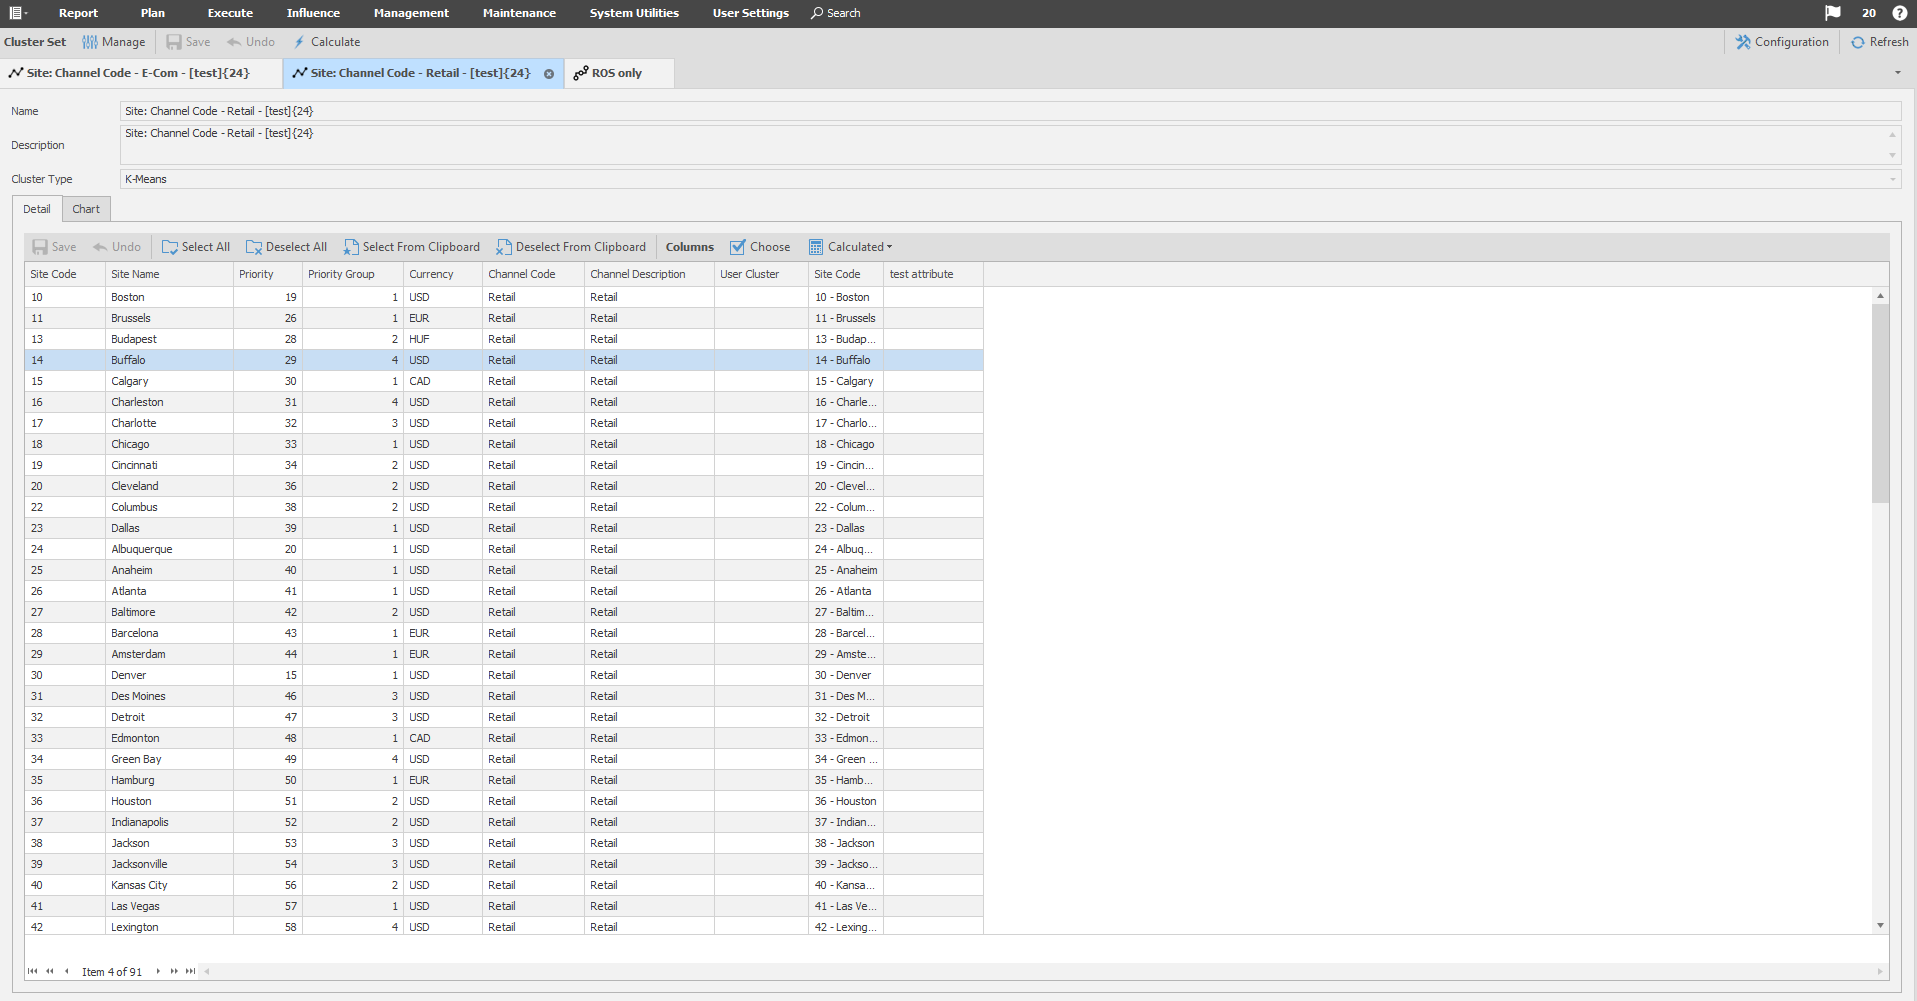 Report Plan Execute Influence Management Maintenance System Utilities User Settings Search 20 ?
Cluster Set Manage Save Undo Calculate Configuration Refresh
Site: Channel Code - E-Com - [test]{24} Site: Channel Code - Retail - [test]{24} ROS only
Name Site: Channel Code - Retail - [test]{24}
Description Site: Channel Code - Retail - [test]{24}
Cluster Type K-Means
Detail Chart
Save Undo Select All Deselect All Select From Clipboard Deselect From Clipboard Columns Choose Calculated
Site Code Site Name Priority Priority Group Currency Channel Code Channel Description User Cluster Site Code test attribute
10 Boston 19 1 USD Retail Retail 10 - Boston
11 Brussels 26 1 EUR Retail Retail 11 - Brussels
13 Budapest 28 2 HUF Retail Retail 13 - Budap...
14 Buffalo 29 4 USD Retail Retail 14 - Buffalo
15 Calgary 30 1 CAD Retail Retail 15 - Calgary
16 Charleston 31 4 USD Retail Retail 16 - Charle...
17 Charlotte 32 3 USD Retail Retail 17 - Charlo...
18 Chicago 33 1 USD Retail Retail 18 - Chicago
19 Cincinnati 34 2 USD Retail Retail 19 - Cincin...
20 Cleveland 36 2 USD Retail Retail 20 - Clevel...
22 Columbus 38 2 USD Retail Retail 22 - Colum...
23 Dallas 39 1 USD Retail Retail 23 - Dallas
24 Albuquerque 20 1 USD Retail Retail 24 - Albuq...
25 Anaheim 40 1 USD Retail Retail 25 - Anaheim
26 Atlanta 41 1 USD Retail Retail 26 - Atlanta
27 Baltimore 42 2 USD Retail Retail 27 - Baltim...
28 Barcelona 43 1 EUR Retail Retail 28 - Barcel...
29 Amsterdam 44 1 EUR Retail Retail 29 - Amste...
30 Denver 15 1 USD Retail Retail 30 - Denver
31 Des Moines 46 3 USD Retail Retail 31 - Des M...
32 Detroit 47 3 USD Retail Retail 32 - Detroit
33 Edmonton 48 1 CAD Retail Retail 33 - Edmon...
34 Green Bay 49 4 USD Retail Retail 34 - Green ...
35 Hamburg 50 1 EUR Retail Retail 35 - Hamb...
36 Houston 51 2 USD Retail Retail 36 - Houston
37 Indianapolis 52 2 USD Retail Retail 37 - Indian...
38 Jackson 53 3 USD Retail Retail 38 - Jackson
39 Jacksonville 54 3 USD Retail Retail 39 - Jackso...
40 Kansas City 56 2 USD Retail Retail 40 - Kansa...
41 Las Vegas 57 1 USD Retail Retail 41 - Las Ve...
42 Lexington 58 4 USD Retail Retail 42 - Lexing...
Item 4 of 91